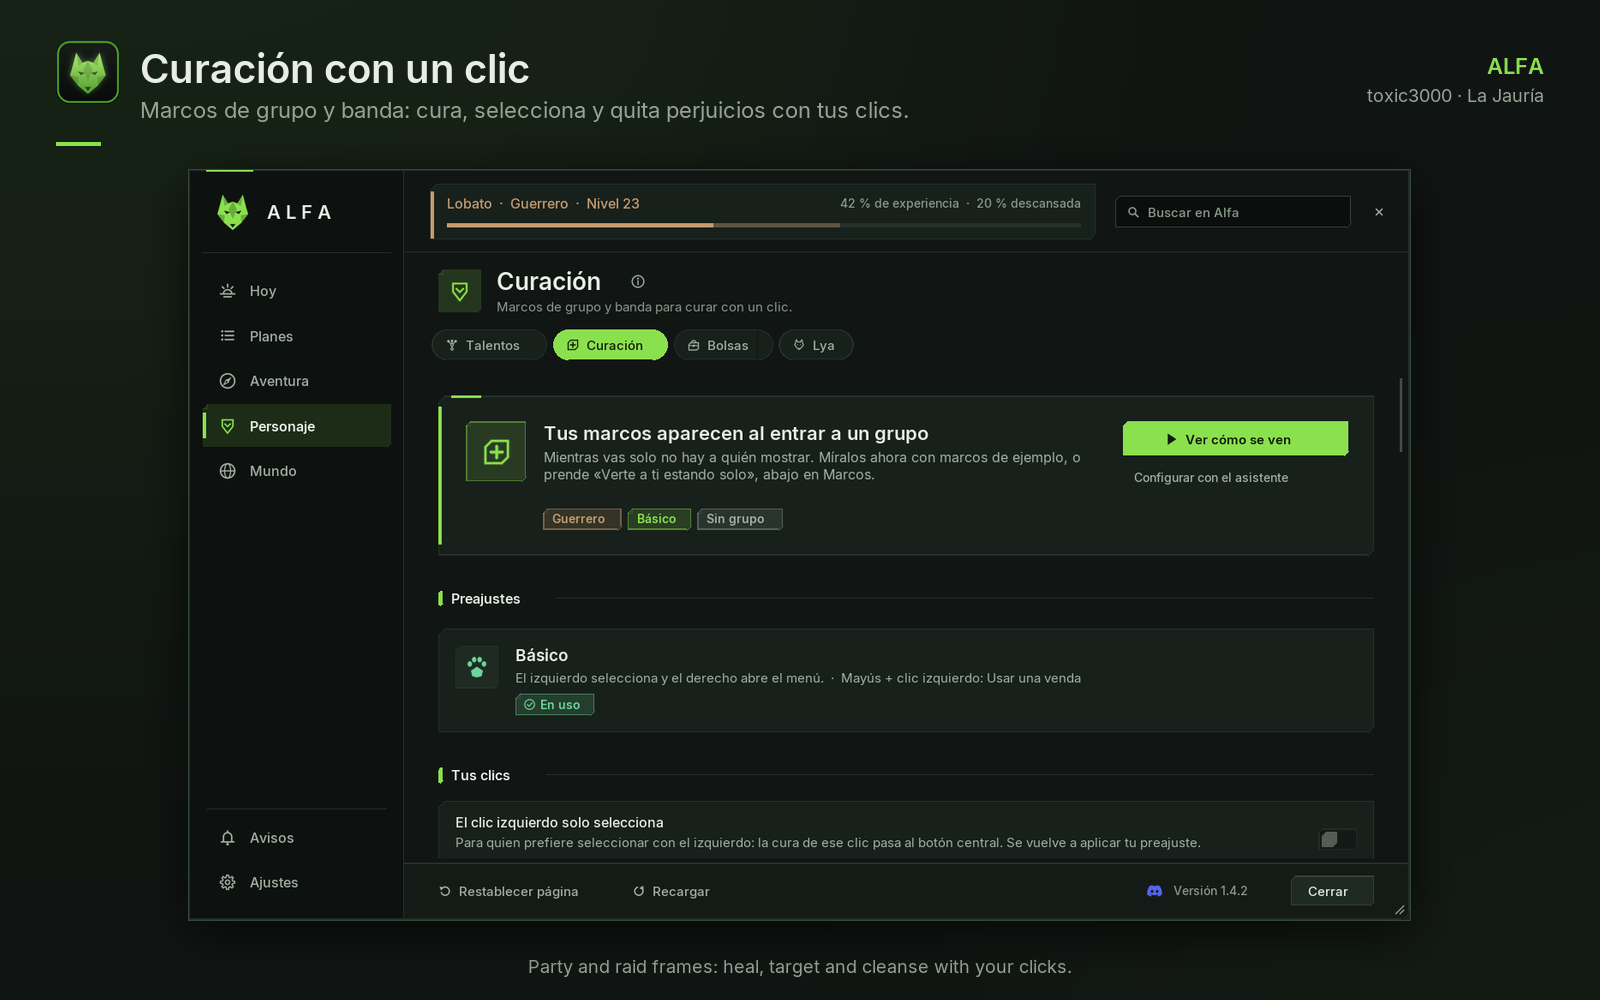 Curación con un clic
Marcos de grupo y banda: cura, selecciona y quita perjuicios con tus clics.
ALFA
toxic3000 · La Jauría
ALFA
Lobato · Guerrero · Nivel 23
42 % de experiencia · 20 % descansada
Buscar en Alfa
Hoy
Planes
Aventura
Personaje
Mundo
Avisos
Ajustes
Curación
Marcos de grupo y banda para curar con un clic.
Talentos
Curación
Bolsas
Lya
Tus marcos aparecen al entrar a un grupo
Mientras vas solo no hay a quién mostrar. Míralos ahora con marcos de ejemplo, o
prende «Verte a ti estando solo», abajo en Marcos.
Ver cómo se ven
Configurar con el asistente
Guerrero
Básico
Sin grupo
Preajustes
Básico
El izquierdo selecciona y el derecho abre el menú. · Mayús + clic izquierdo: Usar una venda
En uso
Tus clics
El clic izquierdo solo selecciona
Para quien prefiere seleccionar con el izquierdo: la cura de ese clic pasa al botón central. Se vuelve a aplicar tu preajuste.
Restablecer página
Recargar
Versión 1.4.2
Cerrar
Party and raid frames: heal, target and cleanse with your clicks.